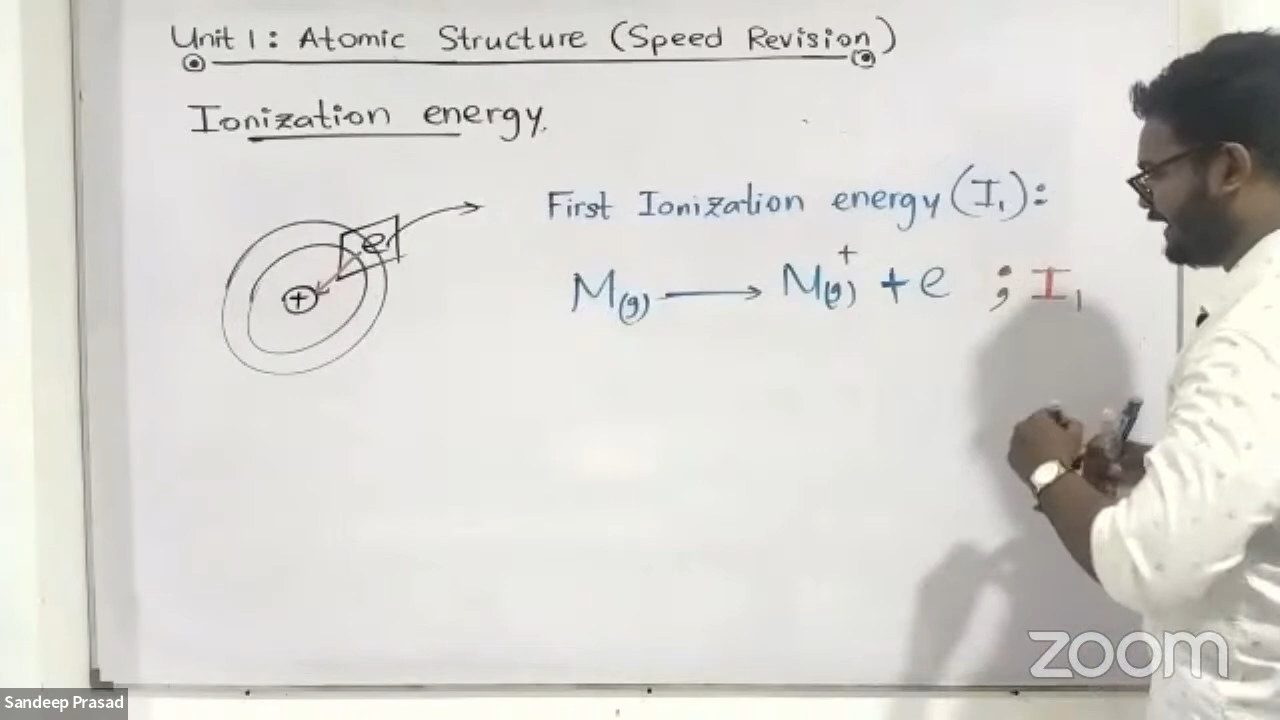 Unit 1: Atomic Structure (Speed Revision)
Ionization energy.
e
+
First Ionization energy (I₁):
M(g) → M(g)⁺ + e ; I₁
zoom
Sandeep Prasad